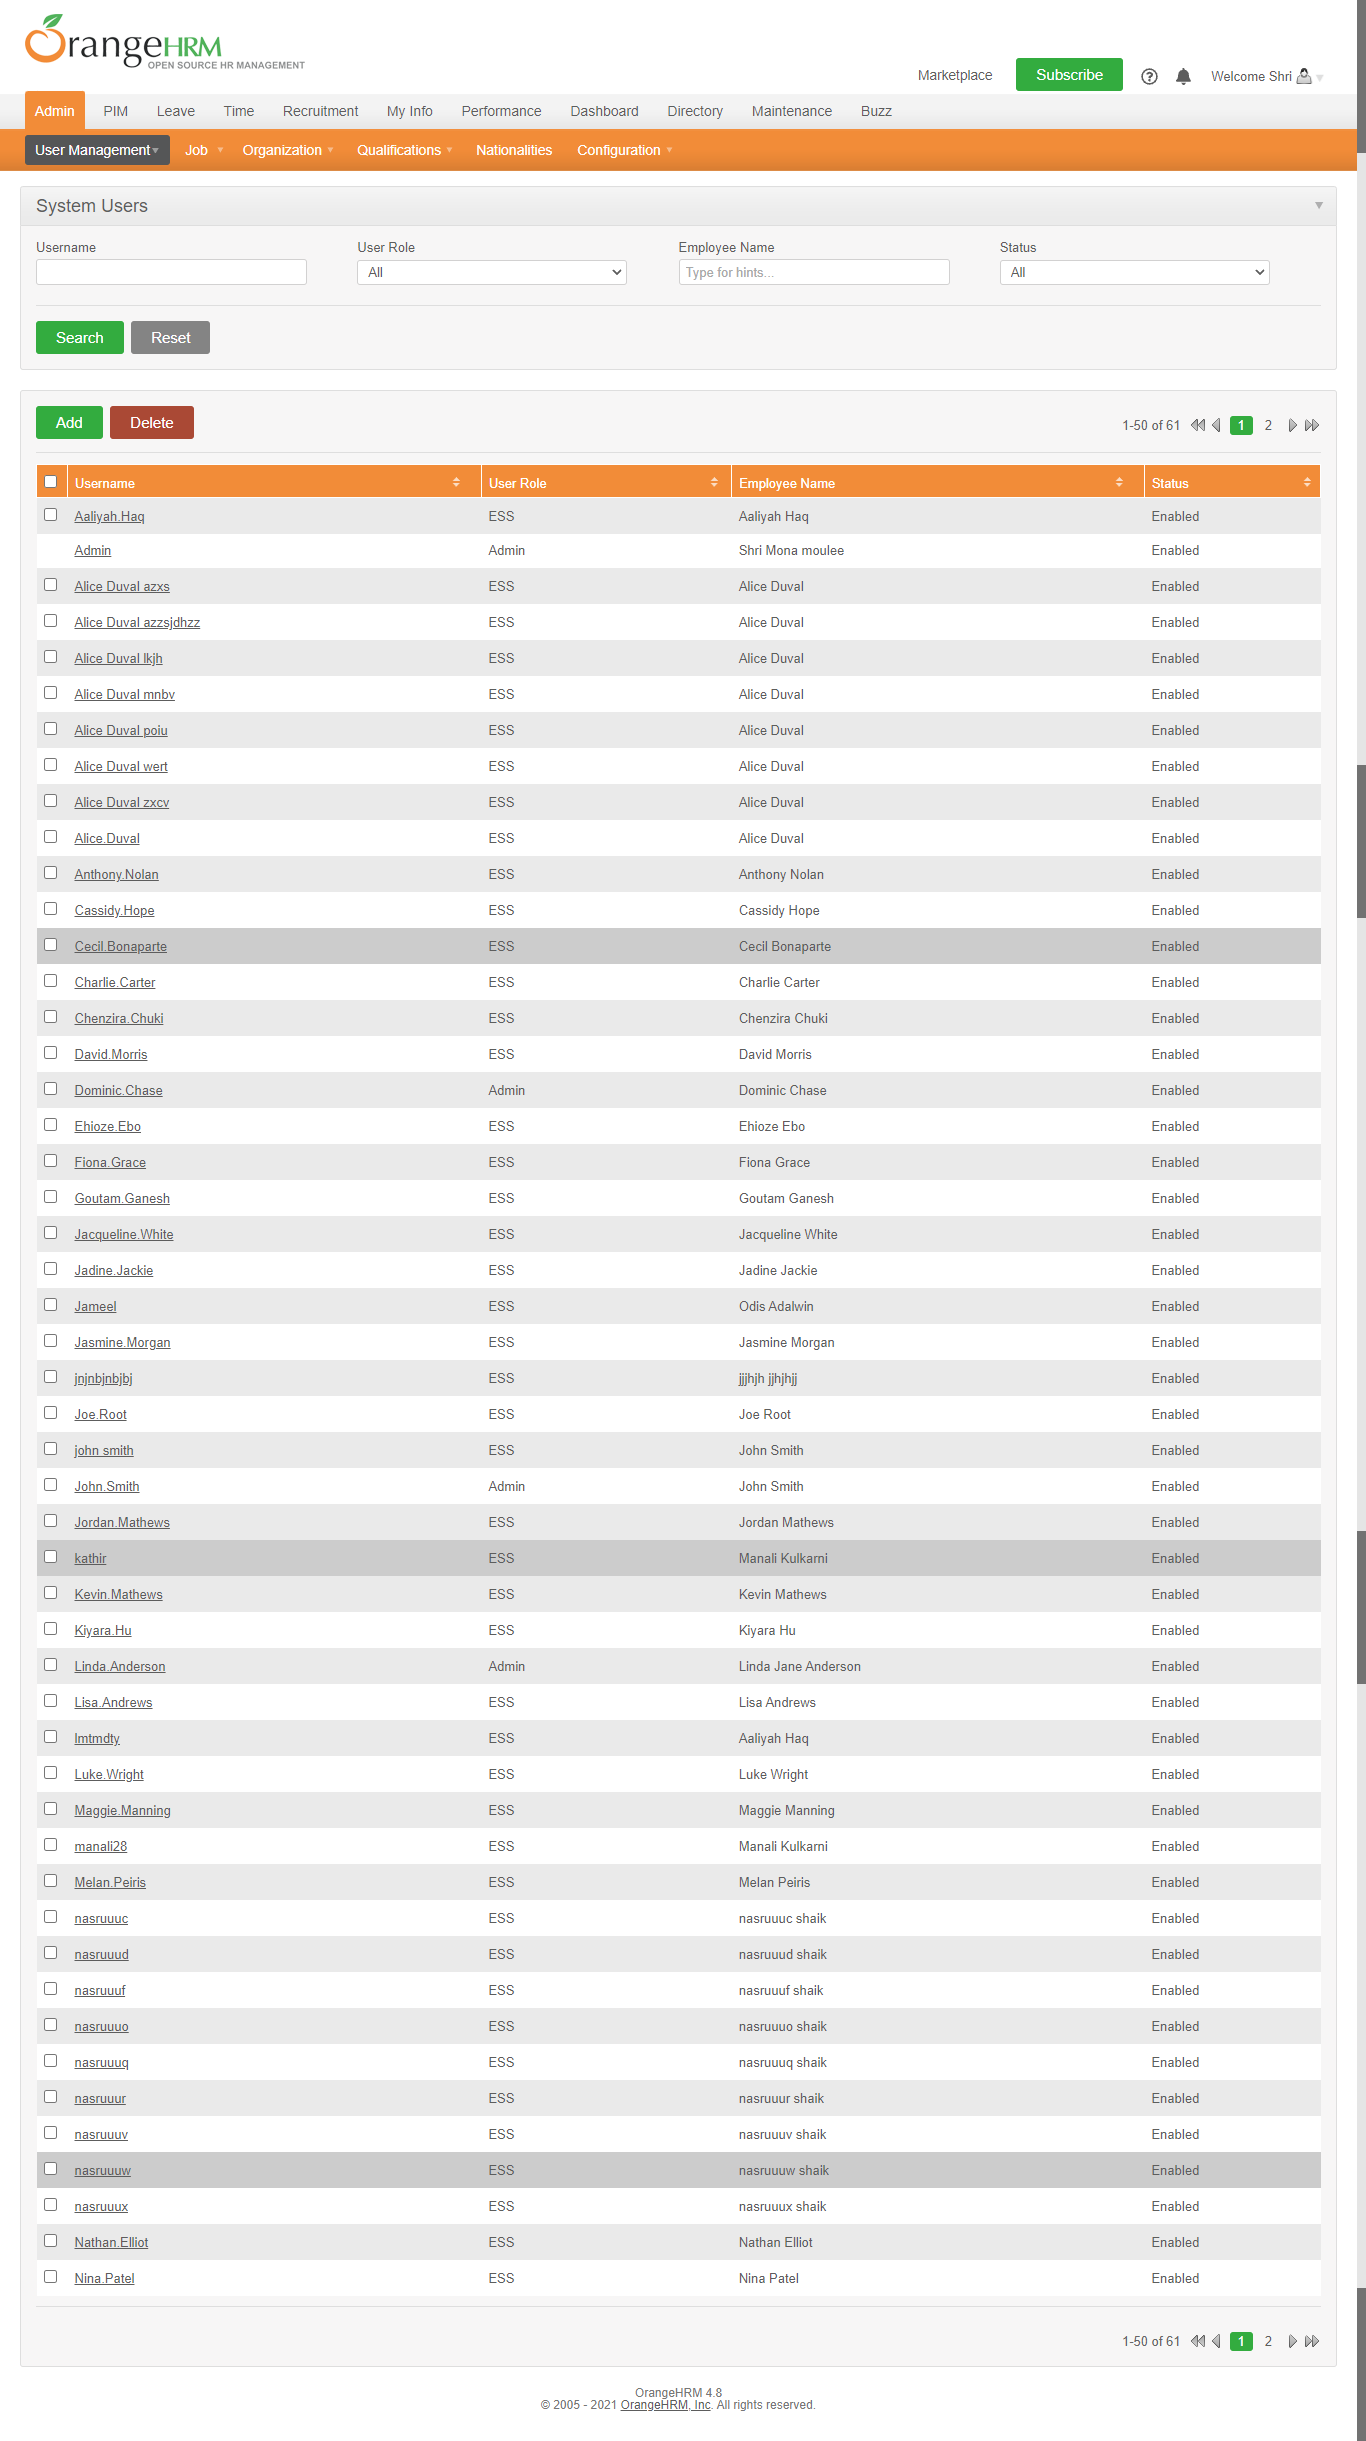 OrangeHRM
OPEN SOURCE HR MANAGEMENT
Marketplace Subscribe Welcome Shri
Admin PIM Leave Time Recruitment My Info Performance Dashboard Directory Maintenance Buzz
User Management Job Organization Qualifications Nationalities Configuration
System Users
Username User Role Employee Name Status
All Type for hints... All
Search Reset
Add Delete 1-50 of 61 1 2
Username User Role Employee Name Status
Aaliyah.Haq ESS Aaliyah Haq Enabled
Admin Admin Shri Mona moulee Enabled
Alice Duval azxs ESS Alice Duval Enabled
Alice Duval azzsjdhzz ESS Alice Duval Enabled
Alice Duval lkjh ESS Alice Duval Enabled
Alice Duval mnbv ESS Alice Duval Enabled
Alice Duval poiu ESS Alice Duval Enabled
Alice Duval wert ESS Alice Duval Enabled
Alice Duval zxcv ESS Alice Duval Enabled
Alice.Duval ESS Alice Duval Enabled
Anthony.Nolan ESS Anthony Nolan Enabled
Cassidy.Hope ESS Cassidy Hope Enabled
Cecil.Bonaparte ESS Cecil Bonaparte Enabled
Charlie.Carter ESS Charlie Carter Enabled
Chenzira.Chuki ESS Chenzira Chuki Enabled
David.Morris ESS David Morris Enabled
Dominic.Chase Admin Dominic Chase Enabled
Ehioze.Ebo ESS Ehioze Ebo Enabled
Fiona.Grace ESS Fiona Grace Enabled
Goutam.Ganesh ESS Goutam Ganesh Enabled
Jacqueline.White ESS Jacqueline White Enabled
Jadine.Jackie ESS Jadine Jackie Enabled
Jameel ESS Odis Adalwin Enabled
Jasmine.Morgan ESS Jasmine Morgan Enabled
jnjnbjnbjbj ESS jjjhjh jjhjhjj Enabled
Joe.Root ESS Joe Root Enabled
john smith ESS John Smith Enabled
John.Smith Admin John Smith Enabled
Jordan.Mathews ESS Jordan Mathews Enabled
kathir ESS Manali Kulkarni Enabled
Kevin.Mathews ESS Kevin Mathews Enabled
Kiyara.Hu ESS Kiyara Hu Enabled
Linda.Anderson Admin Linda Jane Anderson Enabled
Lisa.Andrews ESS Lisa Andrews Enabled
lmtmdty ESS Aaliyah Haq Enabled
Luke.Wright ESS Luke Wright Enabled
Maggie.Manning ESS Maggie Manning Enabled
manali28 ESS Manali Kulkarni Enabled
Melan.Peiris ESS Melan Peiris Enabled
nasruuuc ESS nasruuuc shaik Enabled
nasruuud ESS nasruuud shaik Enabled
nasruuuf ESS nasruuuf shaik Enabled
nasruuuo ESS nasruuuo shaik Enabled
nasruuuq ESS nasruuuq shaik Enabled
nasruuur ESS nasruuur shaik Enabled
nasruuuv ESS nasruuuv shaik Enabled
nasruuuw ESS nasruuuw shaik Enabled
nasruuux ESS nasruuux shaik Enabled
Nathan.Elliot ESS Nathan Elliot Enabled
Nina.Patel ESS Nina Patel Enabled
1-50 of 61 1 2
OrangeHRM 4.8
© 2005 - 2021 OrangeHRM, Inc. All rights reserved.